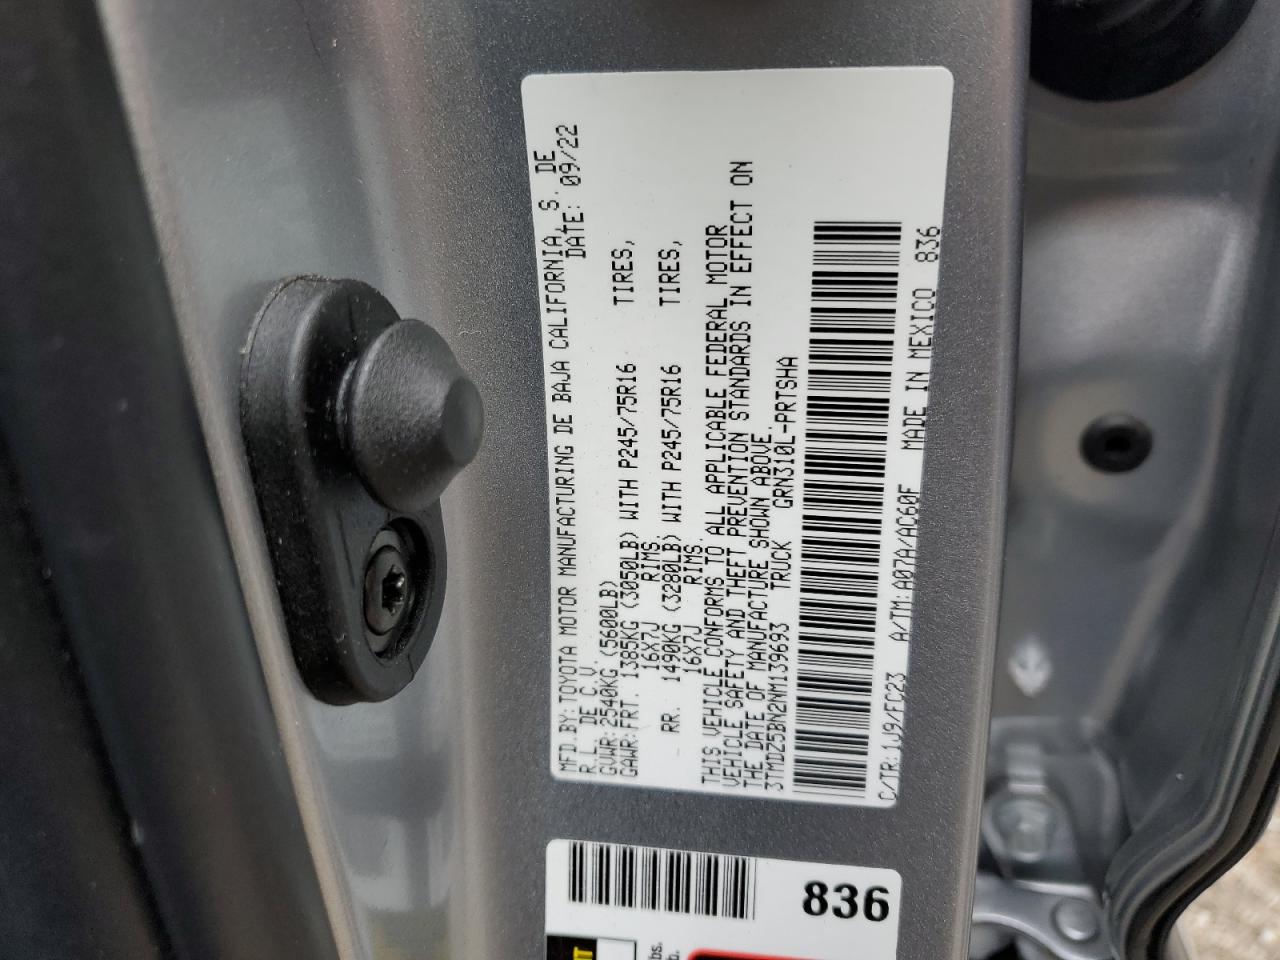 MFD.BY: TOYOTA MOTOR MANUFACTURING DE BAJA CALIFORNIA, S. DE
R. L. DE C. V. DATE: 09/22
GVWR: 2540KG (5600LB)
GAWR: FRT. 1385KG (3050LB) WITH P245/75R16 TIRES,
16X7J RIMS.
RR. 1490KG (3280LB) WITH P245/75R16 TIRES,
16X7J RIMS.
THIS VEHICLE CONFORMS TO ALL APPLICABLE FEDERAL MOTOR
VEHICLE SAFETY AND THEFT PREVENTION STANDARDS IN EFFECT ON
THE DATE OF MANUFACTURE SHOWN ABOVE.
3TMDZ5BN2NM139693 TRUCK GRN310L-PRTSHA
C/TR: 1J9/FC23 A/TM: A07A/AC60F MADE IN MEXICO 836
836
bs.
b.